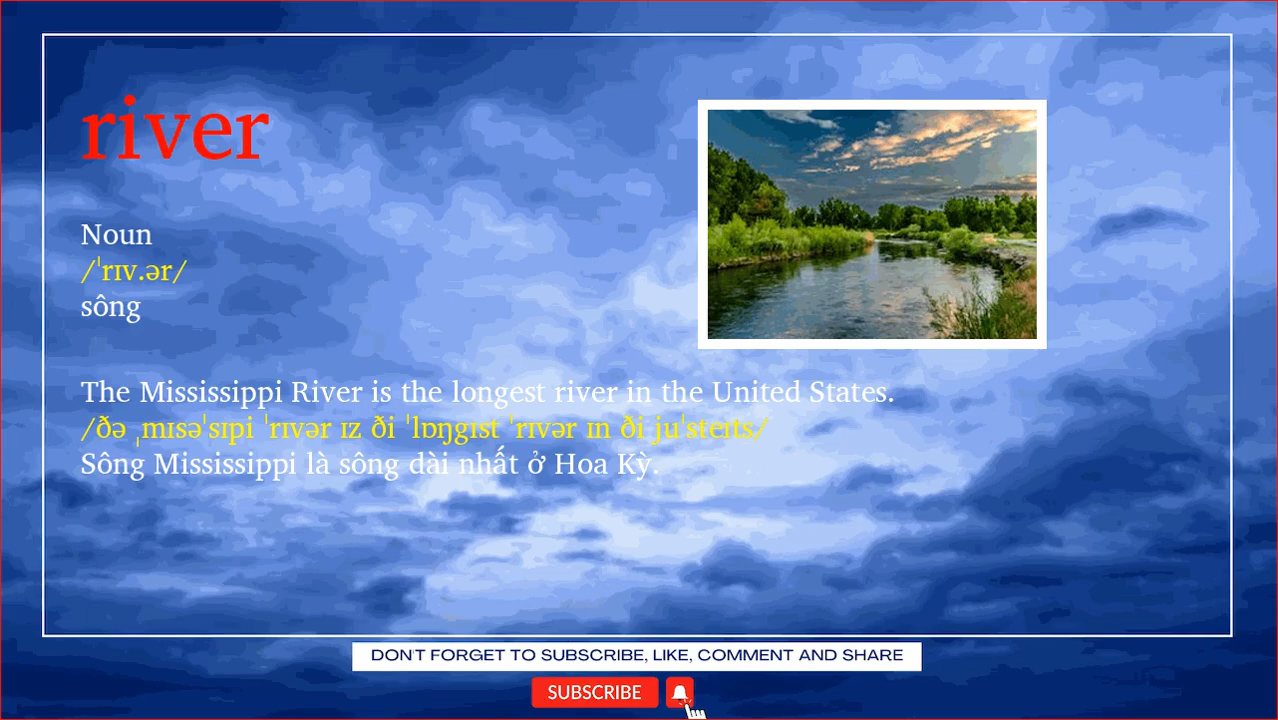 river
Noun
/ˈrɪv.ər/
sông
The Mississippi River is the longest river in the United States.
/ðə ˌmɪsəˈsɪpi ˈrɪvər ɪz ði ˈlɒŋgɪst ˈrɪvər ɪn ði juˈsteɪts/
Sông Mississippi là sông dài nhất ở Hoa Kỳ.
DON'T FORGET TO SUBSCRIBE, LIKE, COMMENT AND SHARE
SUBSCRIBE